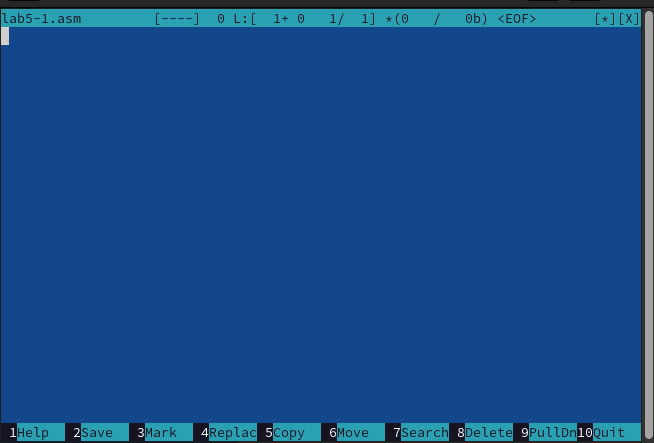 lab5-1.asm [----] 0 L:[ 1+ 0 1/ 1] *(0 / 0b) <EOF> [*][X]
1Help 2Save 3Mark 4Replac 5Copy 6Move 7Search 8Delete 9PullDn 10Quit